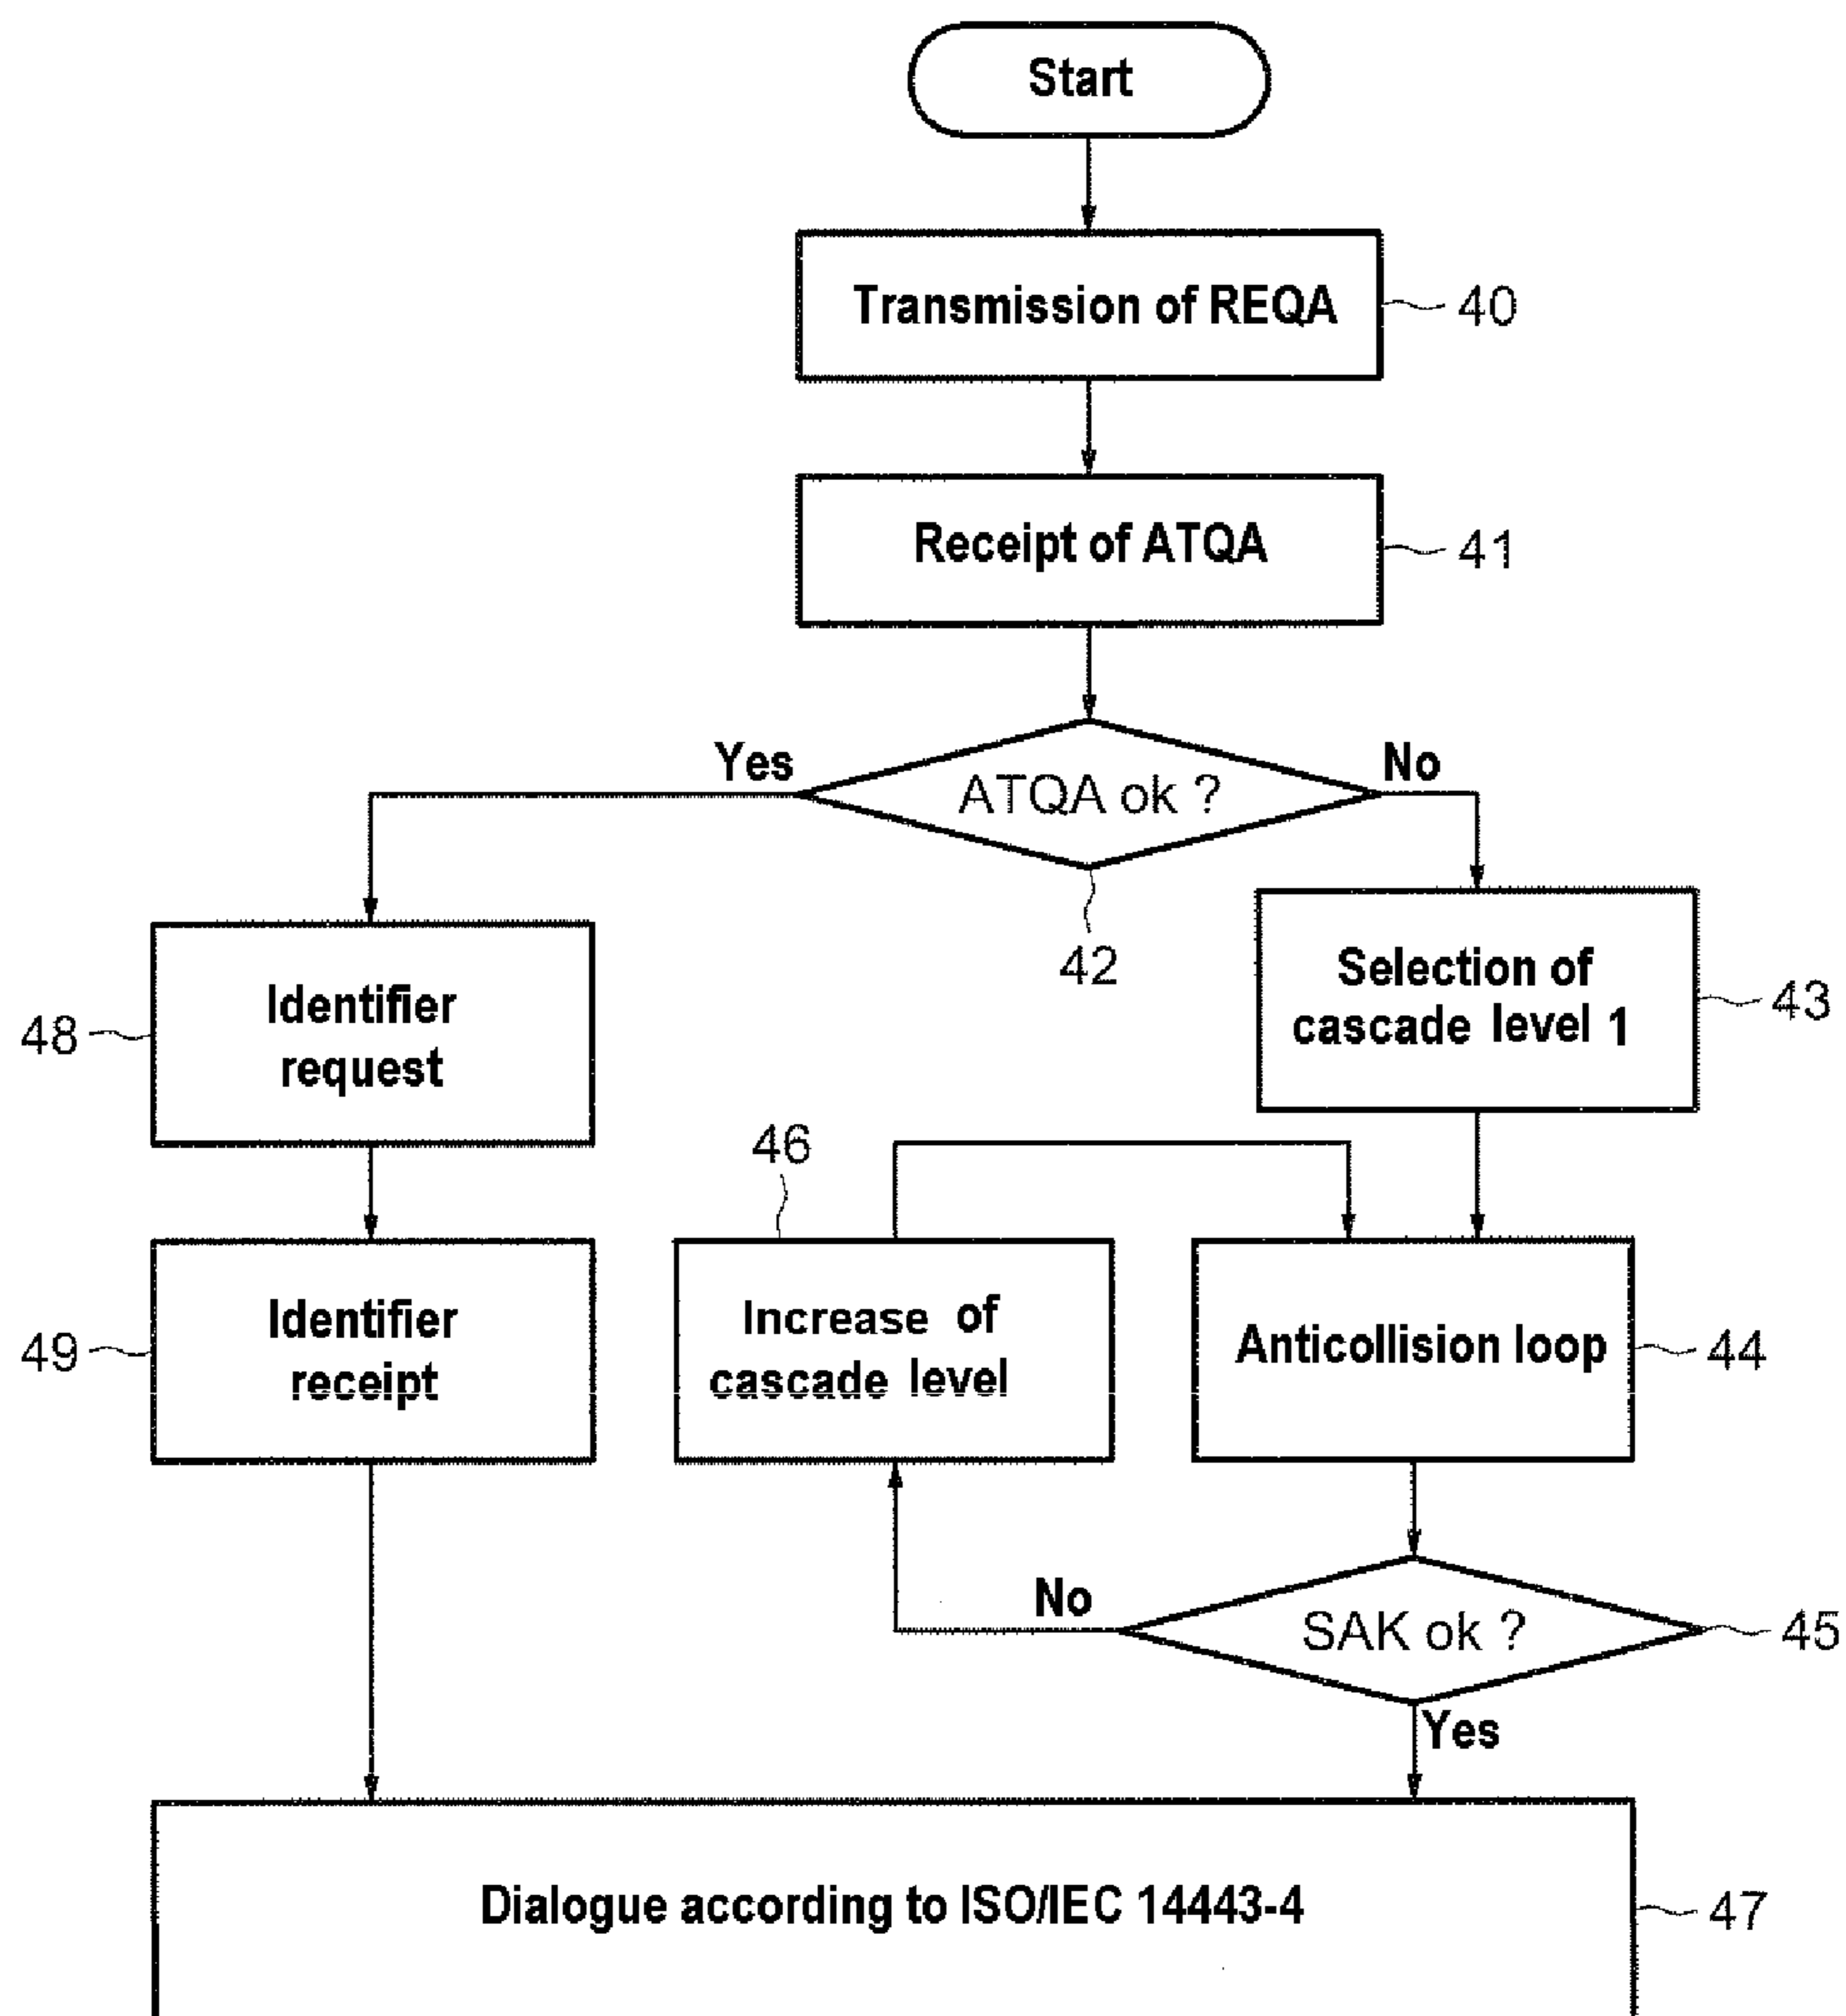 Start
Transmission of REQA
40
Receipt of ATQA
41
Yes
ATQA ok ?
No
42
Selection of
cascade level 1
43
48
Identifier
request
46
49
Identifier
receipt
Increase of
cascade level
Anticollision loop
44
No
SAK ok ?
45
Yes
Dialogue according to ISO/IEC 14443-4
47